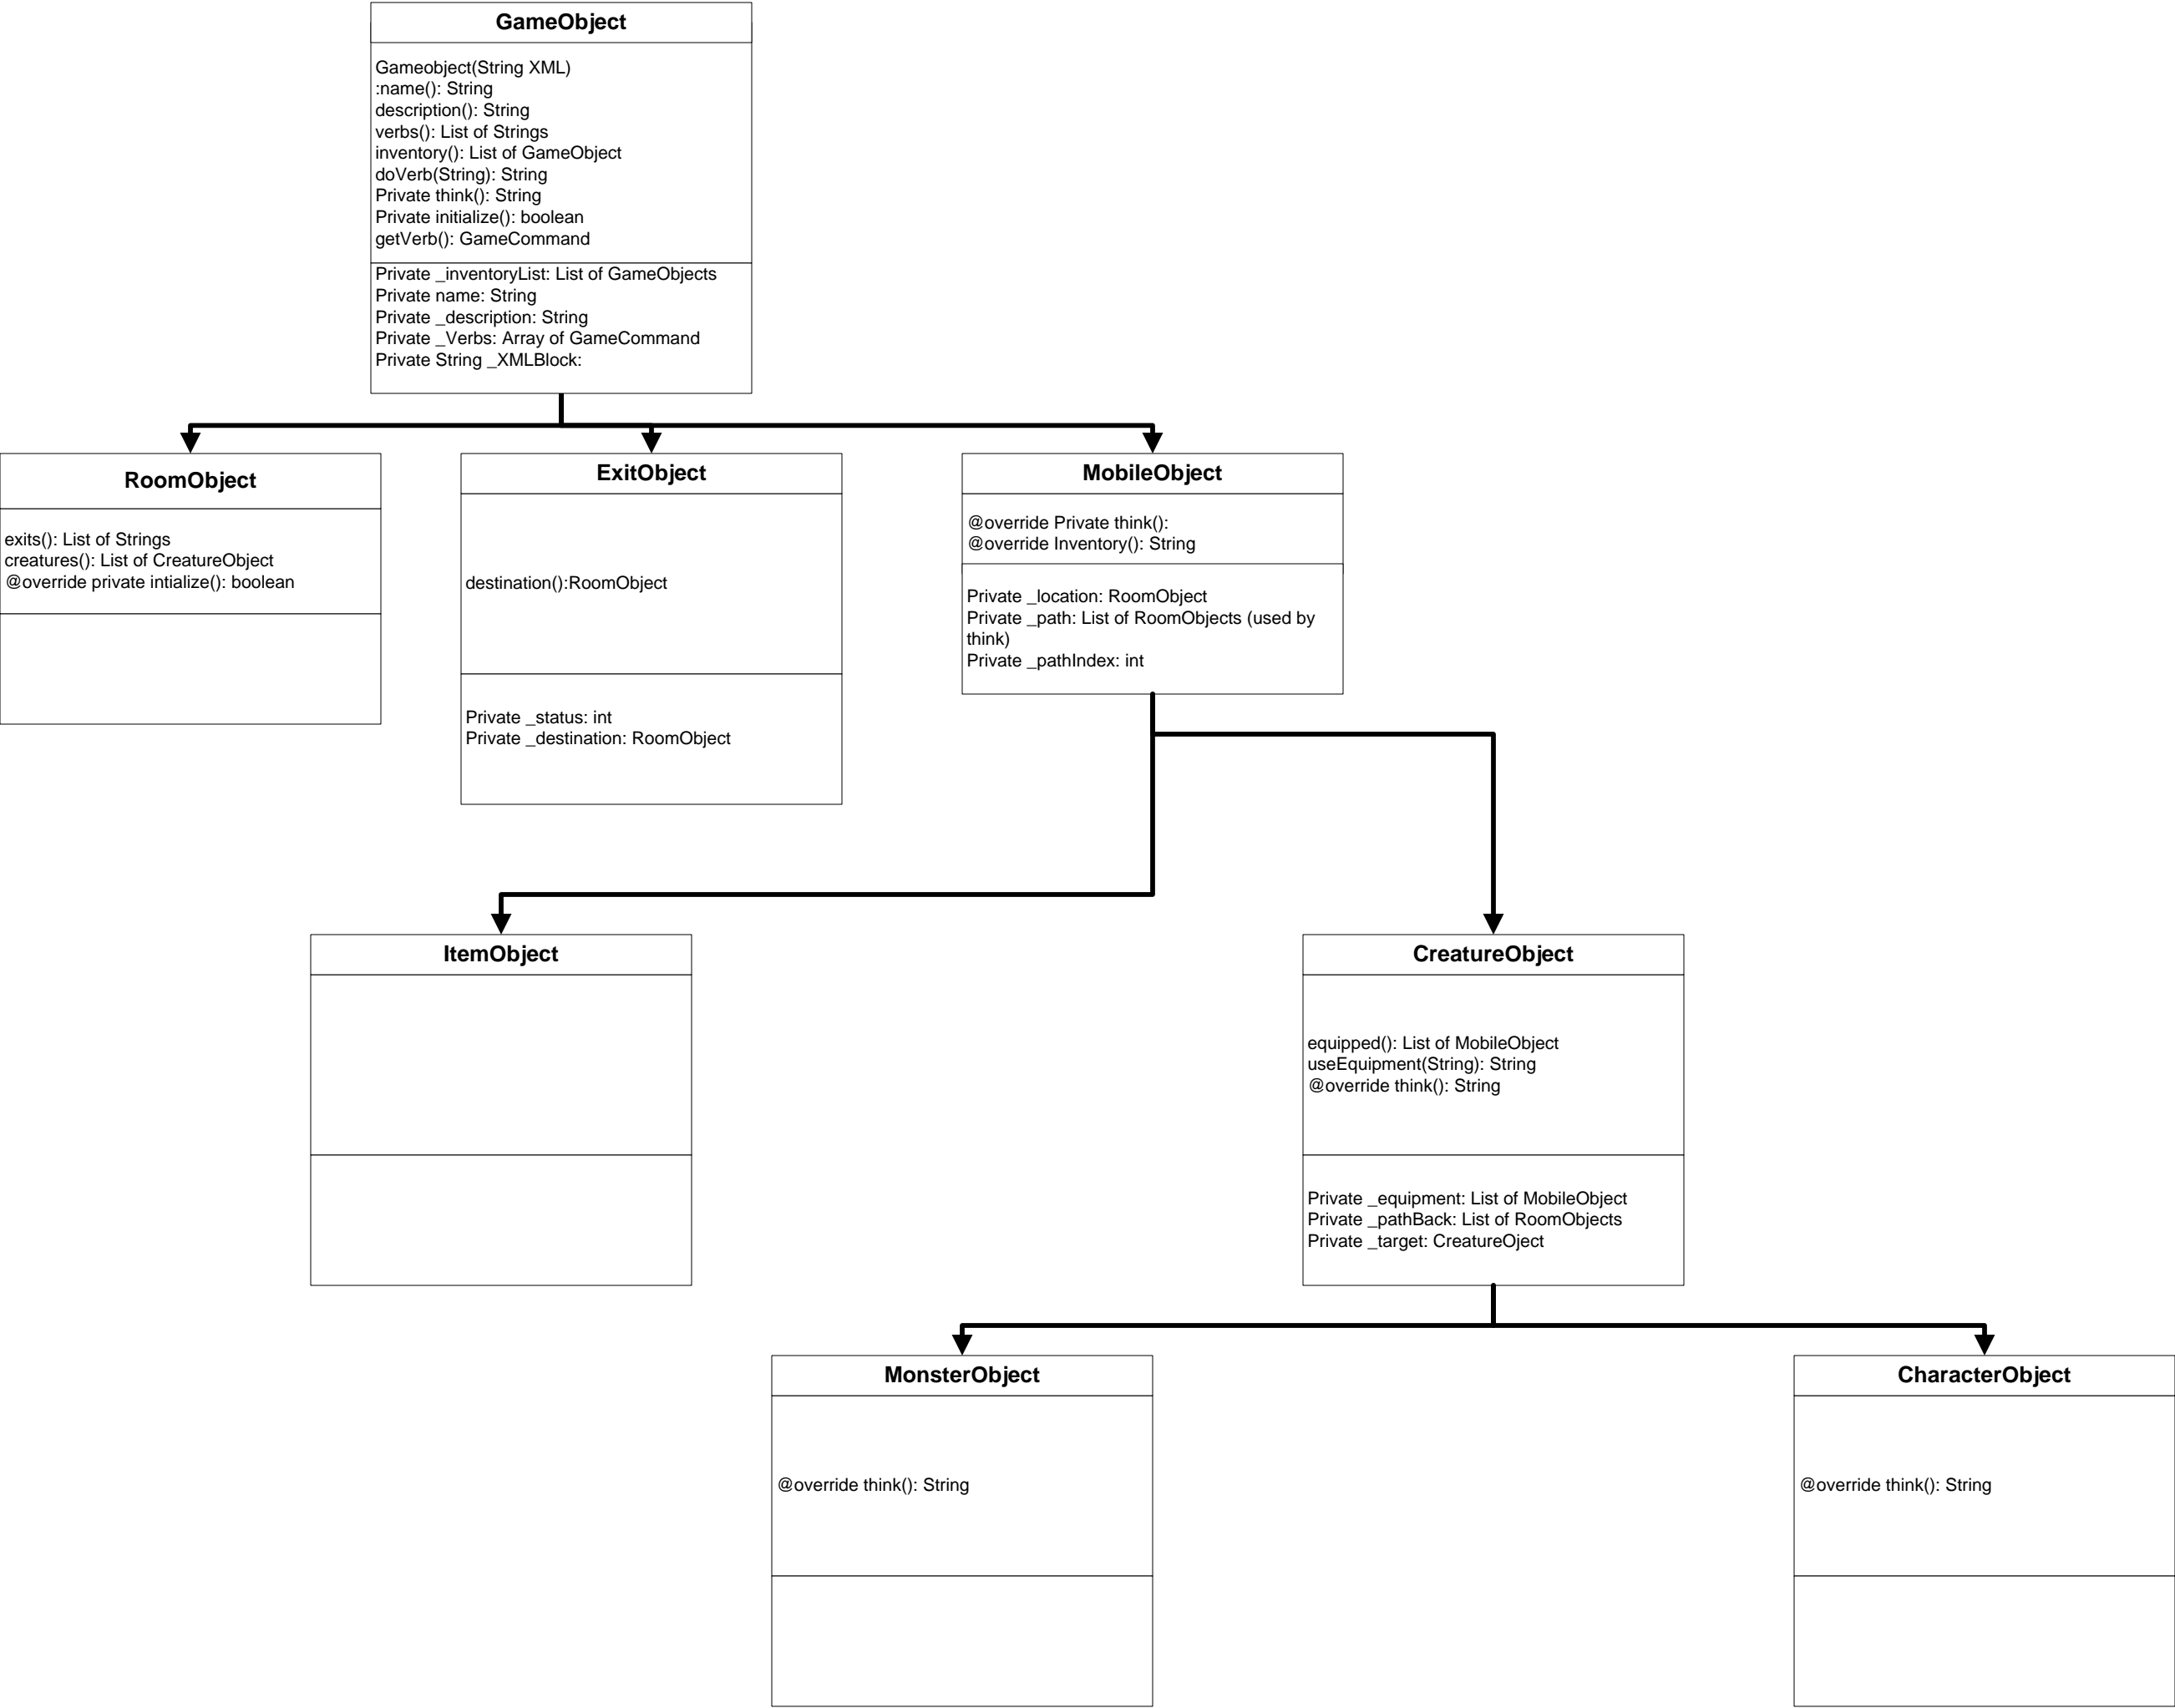 GameObject
Gameobject(String XML)
:name(): String
description(): String
verbs(): List of Strings
inventory(): List of GameObject
doVerb(String): String
Private think(): String
Private initialize(): boolean
getVerb(): GameCommand
Private _inventoryList: List of GameObjects
Private name: String
Private _description: String
Private _Verbs: Array of GameCommand
Private String _XMLBlock:
RoomObject
exits(): List of Strings
creatures(): List of CreatureObject
@override private intialize(): boolean
ExitObject
destination():RoomObject
Private _status: int
Private _destination: RoomObject
MobileObject
@override Private think():
@override Inventory(): String
Private _location: RoomObject
Private _path: List of RoomObjects (used by
think)
Private _pathIndex: int
ItemObject
CreatureObject
equipped(): List of MobileObject
useEquipment(String): String
@override think(): String
Private _equipment: List of MobileObject
Private _pathBack: List of RoomObjects
Private _target: CreatureOject
MonsterObject
@override think(): String
CharacterObject
@override think(): String